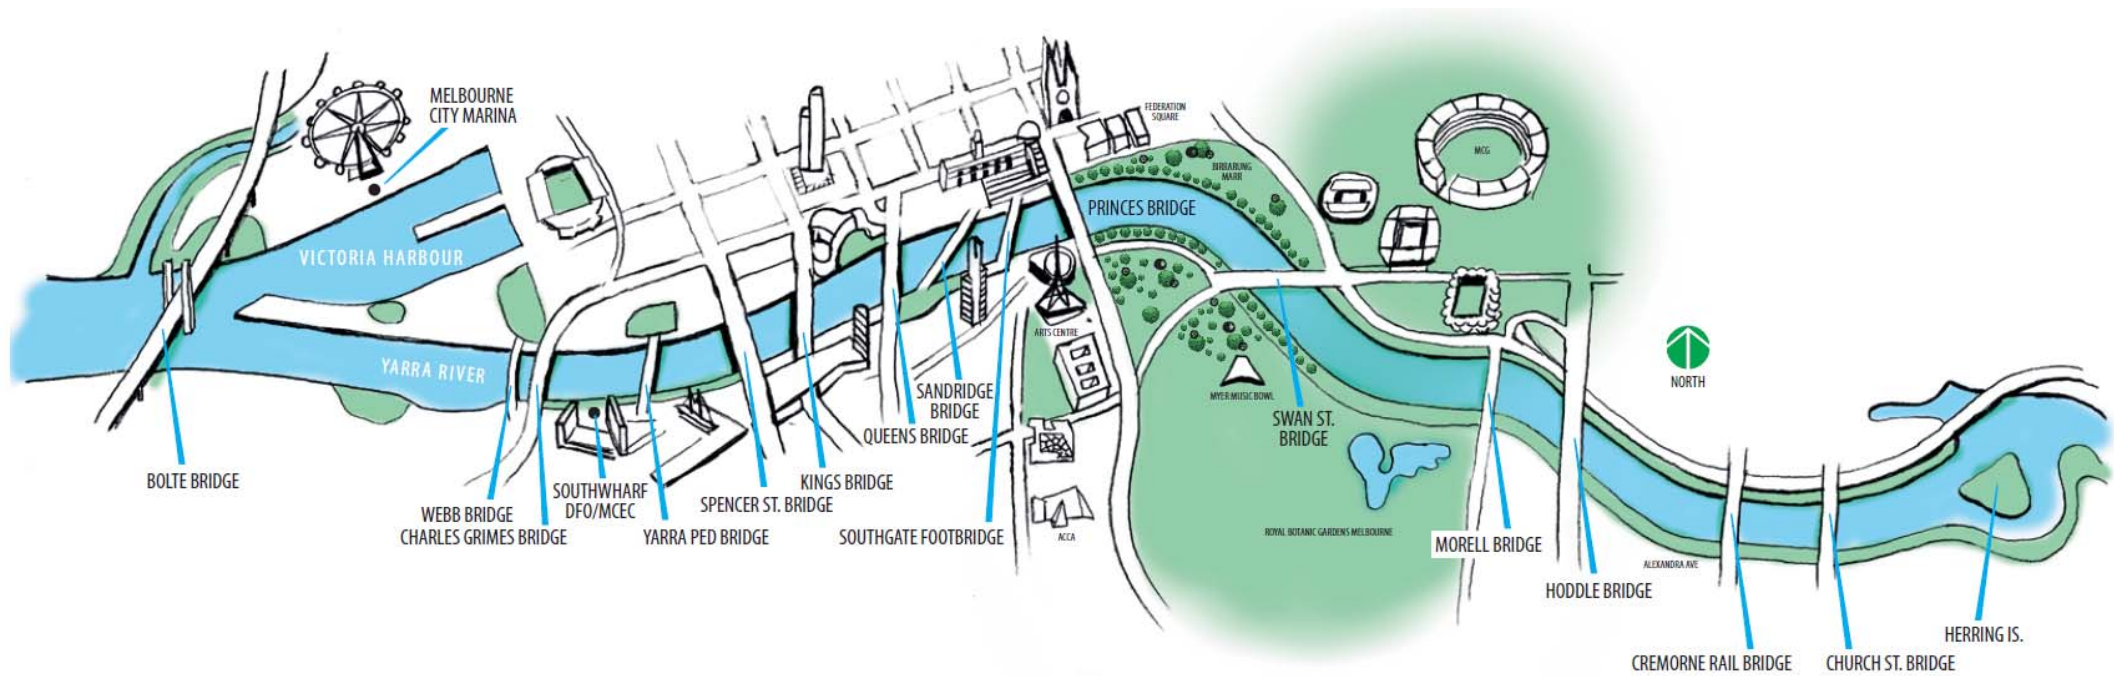 MELBOURNE
CITY MARINA
FEDERATION
SQUARE
BIRRARUNG
MARR
MCG
VICTORIA HARBOUR
PRINCES BRIDGE
YARRA RIVER
ARTS CENTRE
MYER MUSIC BOWL
NORTH
SANDRIDGE
BRIDGE
QUEENS BRIDGE
SWAN ST.
BRIDGE
BOLTE BRIDGE
WEBB BRIDGE
CHARLES GRIMES BRIDGE
SOUTHWHARF
DFO/MCEC
YARRA PED BRIDGE
SPENCER ST. BRIDGE
KINGS BRIDGE
SOUTHGATE FOOTBRIDGE
ACCA
ROYAL BOTANIC GARDENS MELBOURNE
MORELL BRIDGE
ALEXANDRA AVE
HODDLE BRIDGE
HERRING IS.
CREMORNE RAIL BRIDGE
CHURCH ST. BRIDGE